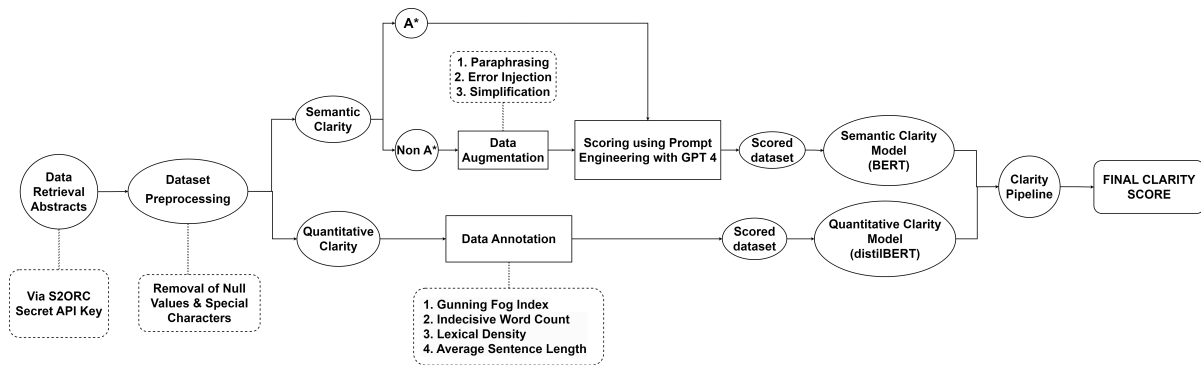 A*
1. Paraphrasing
2. Error Injection
3. Simplification
Semantic
Clarity
Non A*
Data
Augmentation
Scoring using Prompt
Engineering with GPT 4
Scored
dataset
Semantic Clarity
Model
(BERT)
Data
Retrieval
Abstracts
Dataset
Preprocessing
Clarity
Pipeline
FINAL CLARITY
SCORE
Quantitative
Clarity
Data Annotation
Scored
dataset
Quantitative Clarity
Model
(distilBERT)
Via S2ORC
Secret API Key
Removal of Null
Values & Special
Characters
1. Gunning Fog Index
2. Indecisive Word Count
3. Lexical Density
4. Average Sentence Length